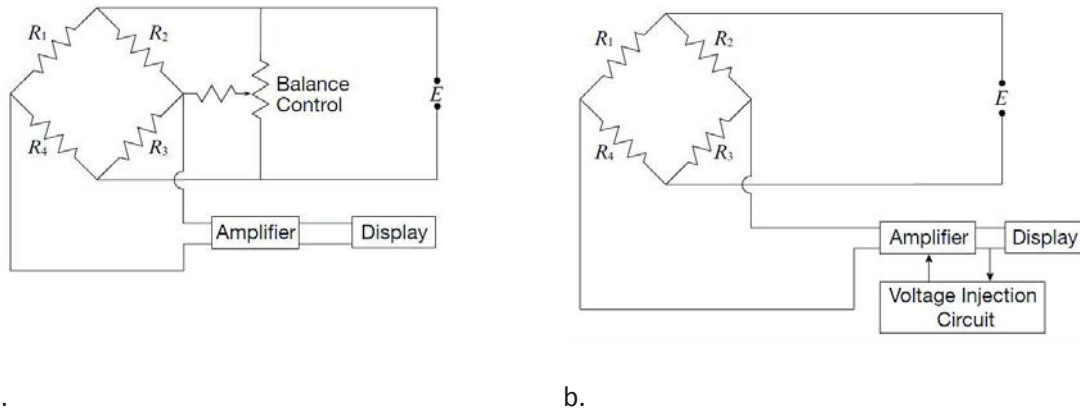 R1
R2
Balance
Control
E
R4
R3
Amplifier
Display
.
R1
R2
E
R4
R3
Amplifier
Display
Voltage Injection
Circuit
b.